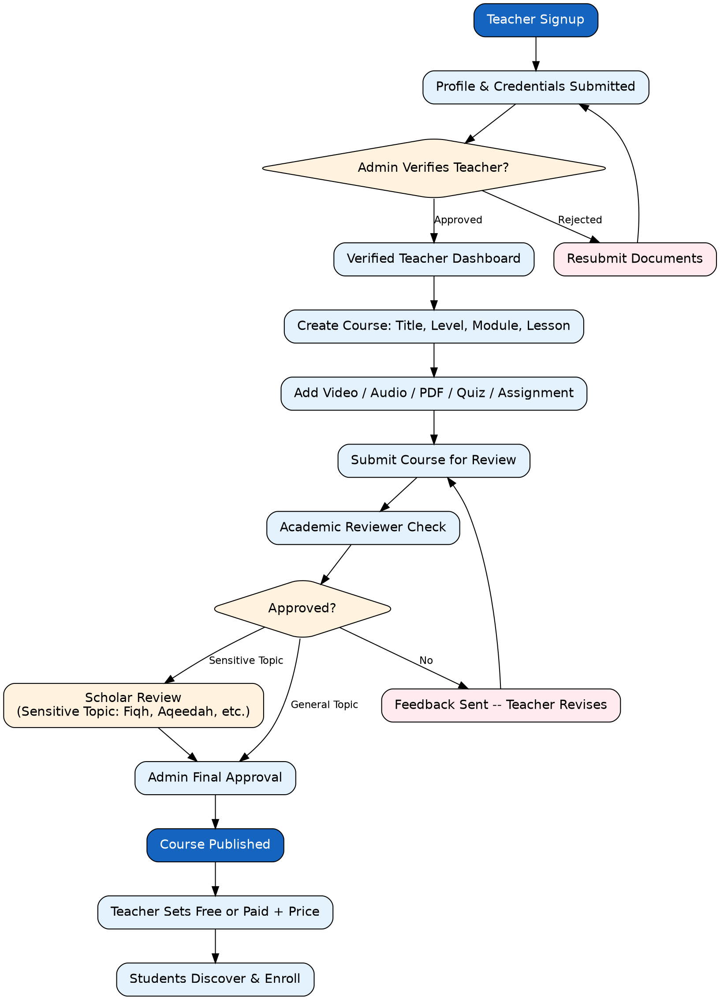 Teacher Signup
Profile & Credentials Submitted
Admin Verifies Teacher?
Approved
Rejected
Verified Teacher Dashboard
Resubmit Documents
Create Course: Title, Level, Module, Lesson
Add Video / Audio / PDF / Quiz / Assignment
Submit Course for Review
Academic Reviewer Check
Approved?
Sensitive Topic
No
Scholar Review
(Sensitive Topic: Fiqh, Aqeedah, etc.)
General Topic
Feedback Sent -- Teacher Revises
Admin Final Approval
Course Published
Teacher Sets Free or Paid + Price
Students Discover & Enroll